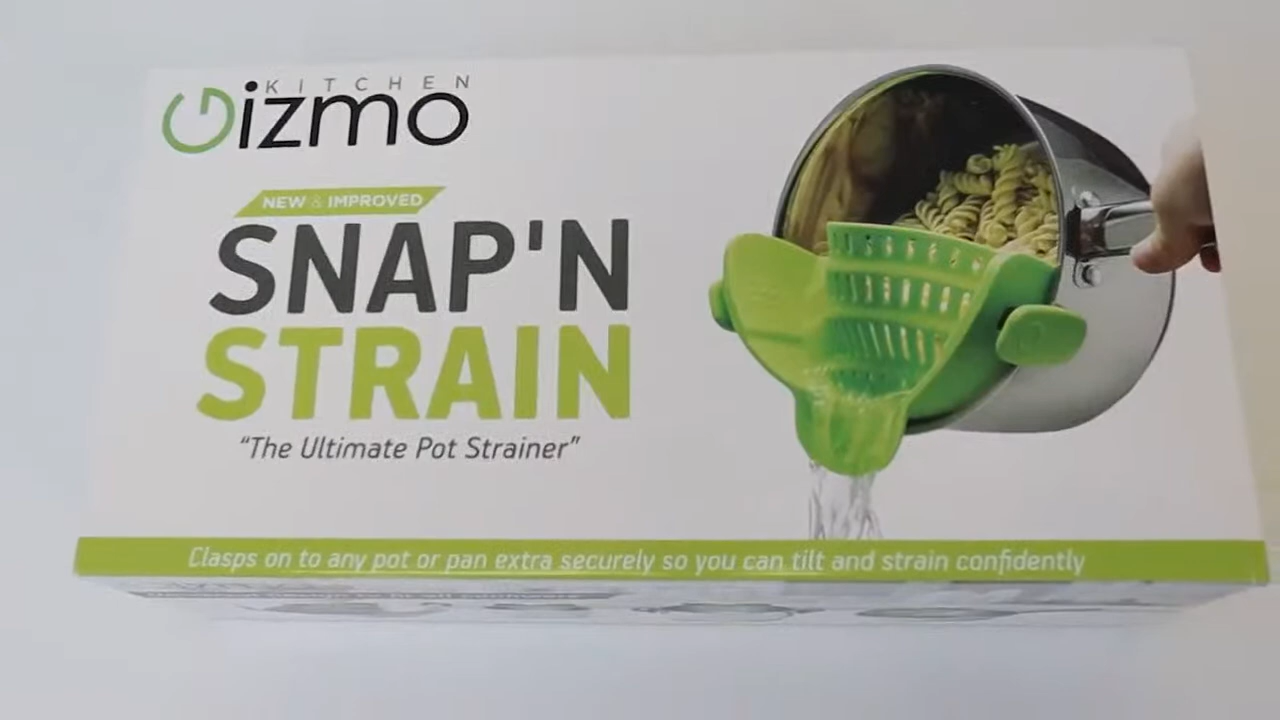 KITCHEN
Gizmo
NEW & IMPROVED
SNAP'N
STRAIN
“The Ultimate Pot Strainer”
Clasps on to any pot or pan extra securely so you can tilt and strain confidently